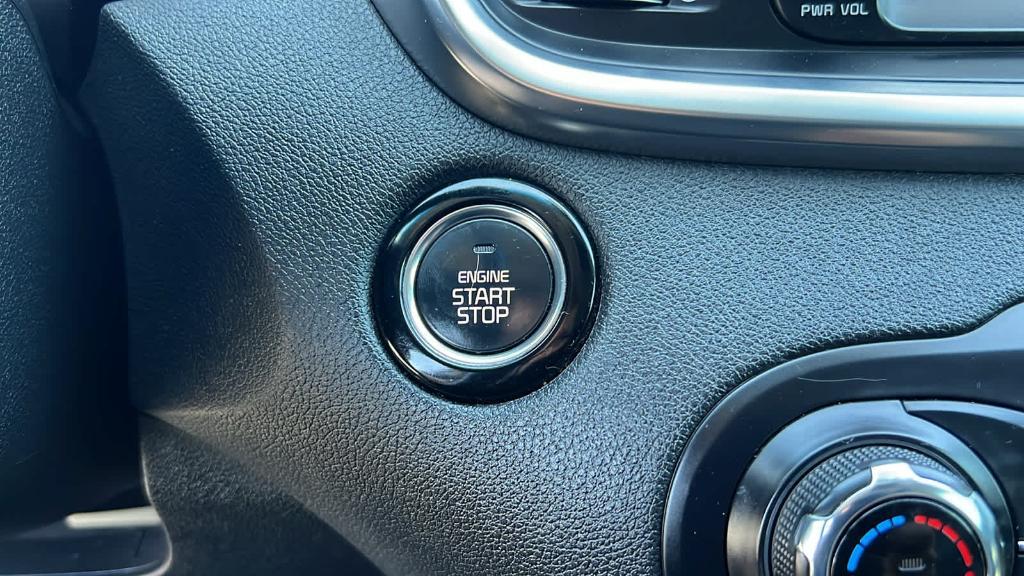 PWR VOL
ENGINE
START
STOP